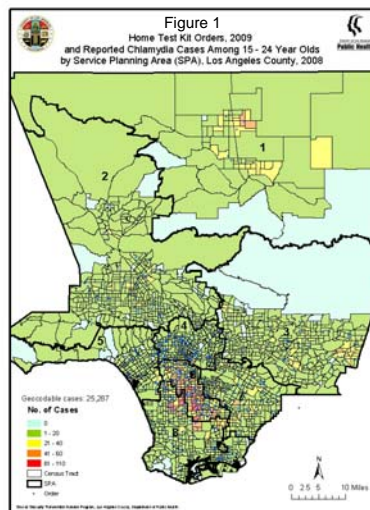 Figure 1
Home Test Kit Orders, 2009
and Reported Chlamydia Cases Among 15 - 24 Year Olds
by Service Planning Area (SPA), Los Angeles County, 2008
Public Health
1
2
3
4
5
6
7
8
Geocodable cases: 25,287
No. of Cases
0
1 - 20
21 - 40
41 - 60
81 - 110
Census Tract
SPA
Order
N
0 2.5 5 10 Miles